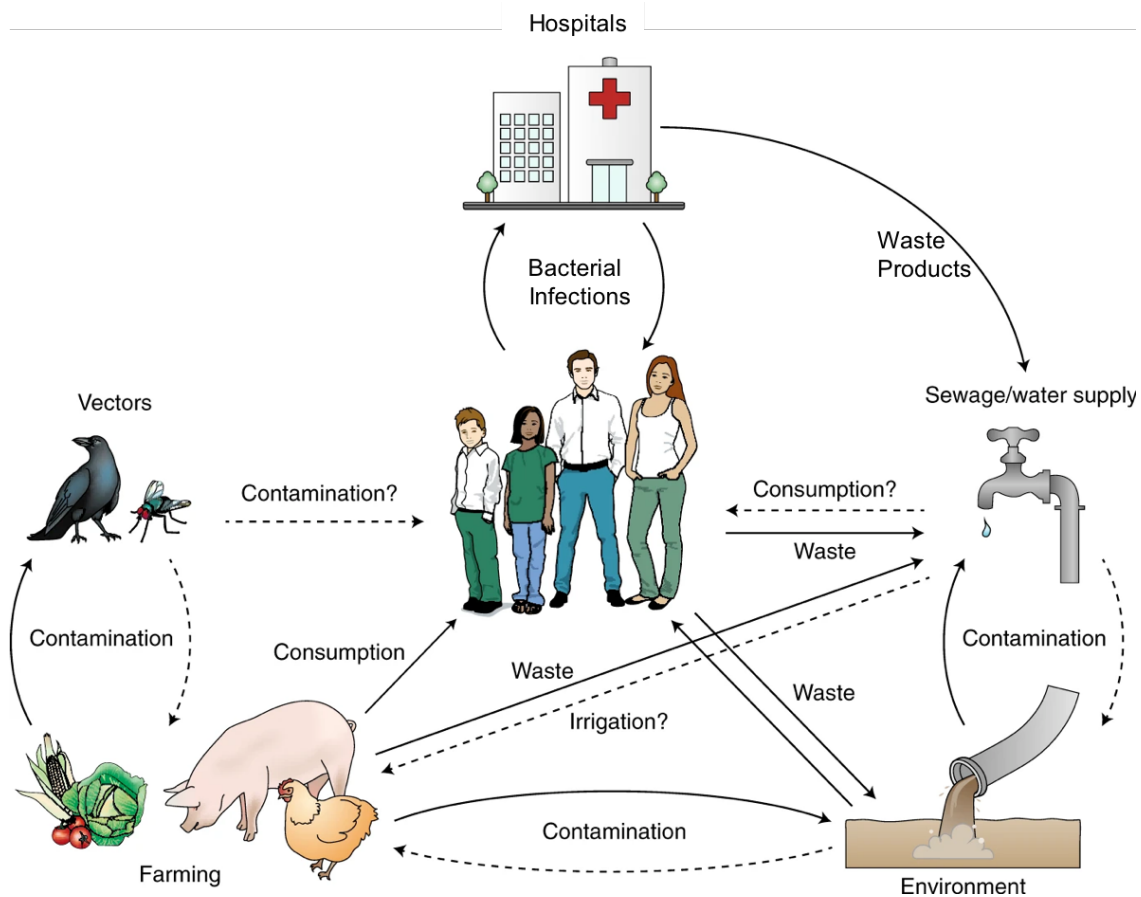 Hospitals
Bacterial
Infections
Waste
Products
Vectors
Sewage/water supply
Contamination?
Consumption?
Waste
Contamination
Consumption
Waste
Irrigation?
Waste
Contamination
Contamination
Farming
Environment